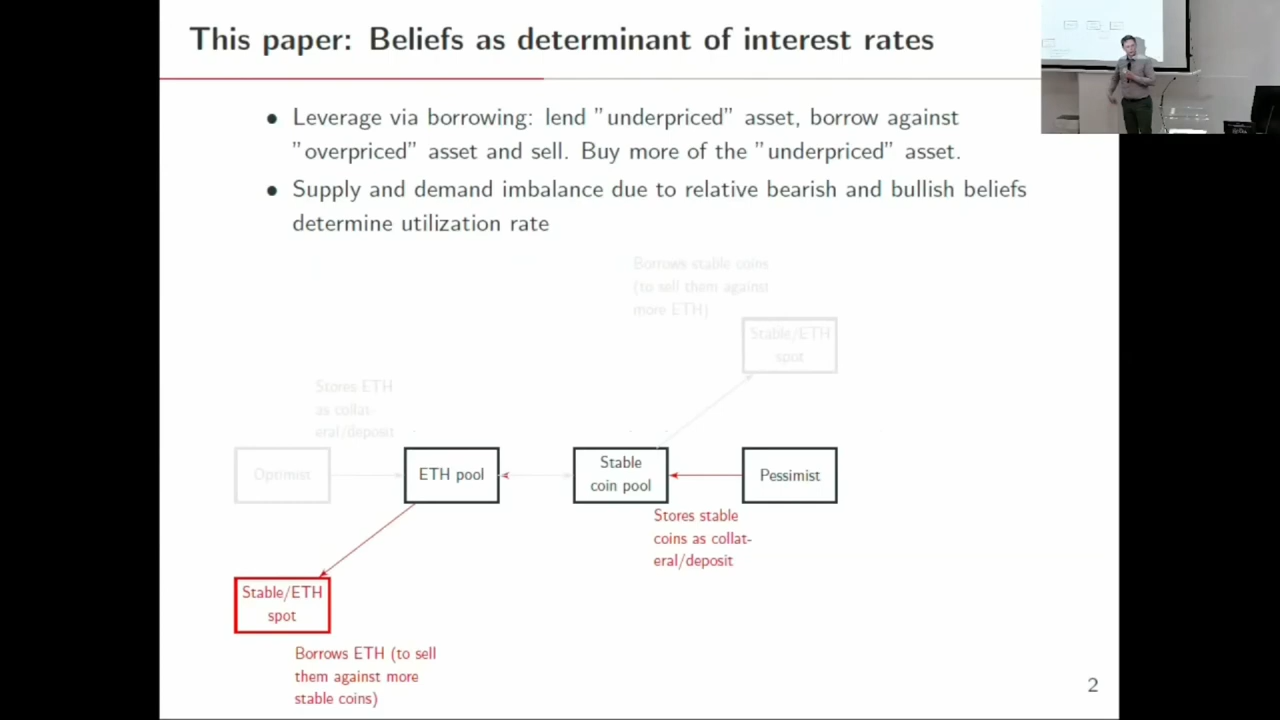 This paper: Beliefs as determinant of interest rates
• Leverage via borrowing: lend "underpriced" asset, borrow against
"overpriced" asset and sell. Buy more of the "underpriced" asset.
• Supply and demand imbalance due to relative bearish and bullish beliefs
determine utilization rate
Borrows stable coins
(to sell them against
more ETH)
Stable/ETH
spot
Stores ETH
as collat-
eral/deposit
Optimist
ETH pool
Stable
coin pool
Pessimist
Stores stable
coins as collat-
eral/deposit
Stable/ETH
spot
Borrows ETH (to sell
them against more
stable coins)
2